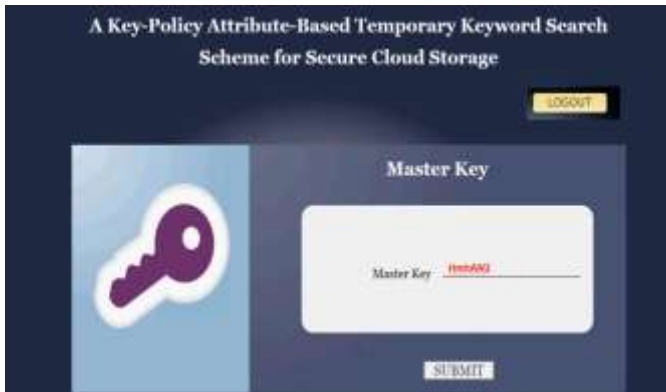 A Key-Policy Attribute-Based Temporary Keyword Search
Scheme for Secure Cloud Storage
LOGOUT
Master Key
Master Key
SUBMIT